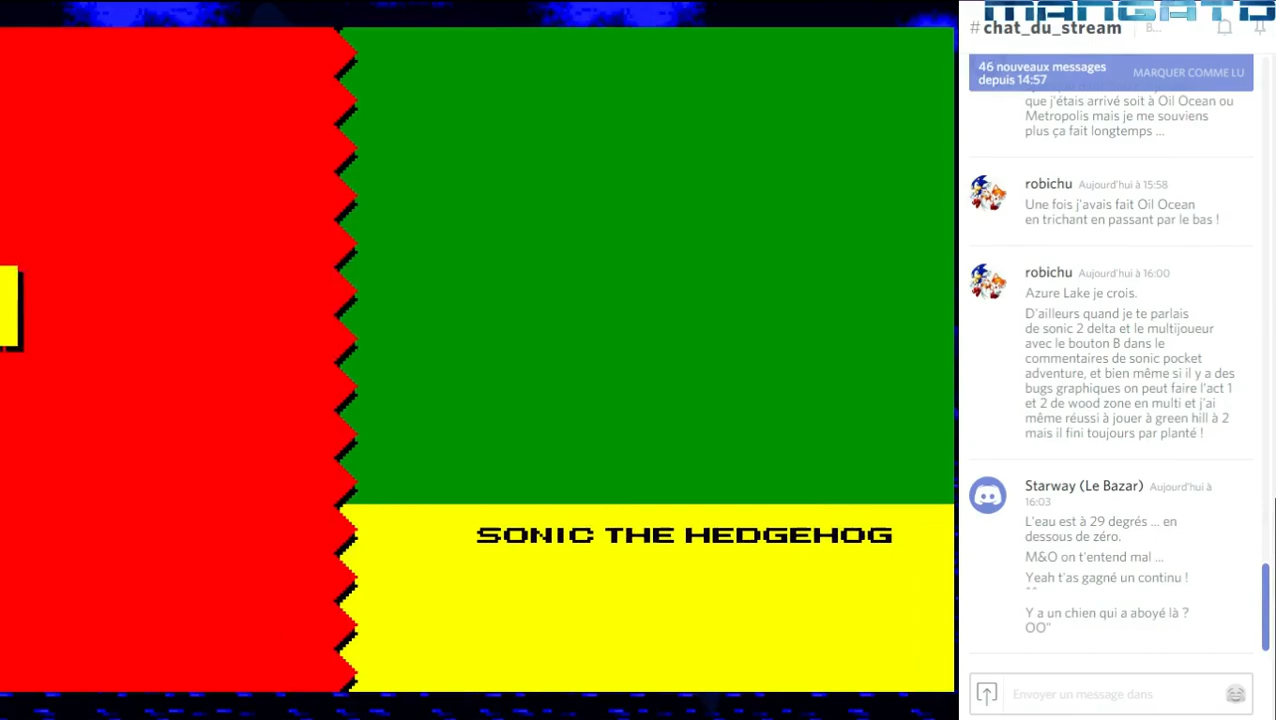 SONIC THE HEDGEHOG
MANGATD
#chat_du_stream
B...
46 nouveaux messages
depuis 14:57
MARQUER COMME LU
que j'étais arrivé soit à Oil Ocean ou
Metropolis mais je me souviens
plus ça fait longtemps ...
robichu Aujourd'hui à 15:58
Une fois j'avais fait Oil Ocean
en trichant en passant par le bas !
robichu Aujourd'hui à 16:00
Azure Lake je crois.
D'ailleurs quand je te parlais
de sonic 2 delta et le multijoueur
avec le bouton B dans le
commentaires de sonic pocket
adventure, et bien même si il y a des
bugs graphiques on peut faire l'act 1
et 2 de wood zone en multi et j'ai
même réussi à jouer à green hill à 2
mais il fini toujours par planté !
Starway (Le Bazar) Aujourd'hui à
16:03
L'eau est à 29 degrés ... en
dessous de zéro.
M&O on t'entend mal ...
Yeah t'as gagné un continu !
^^
Y a un chien qui a aboyé là ?
OO"
Envoyer un message dans